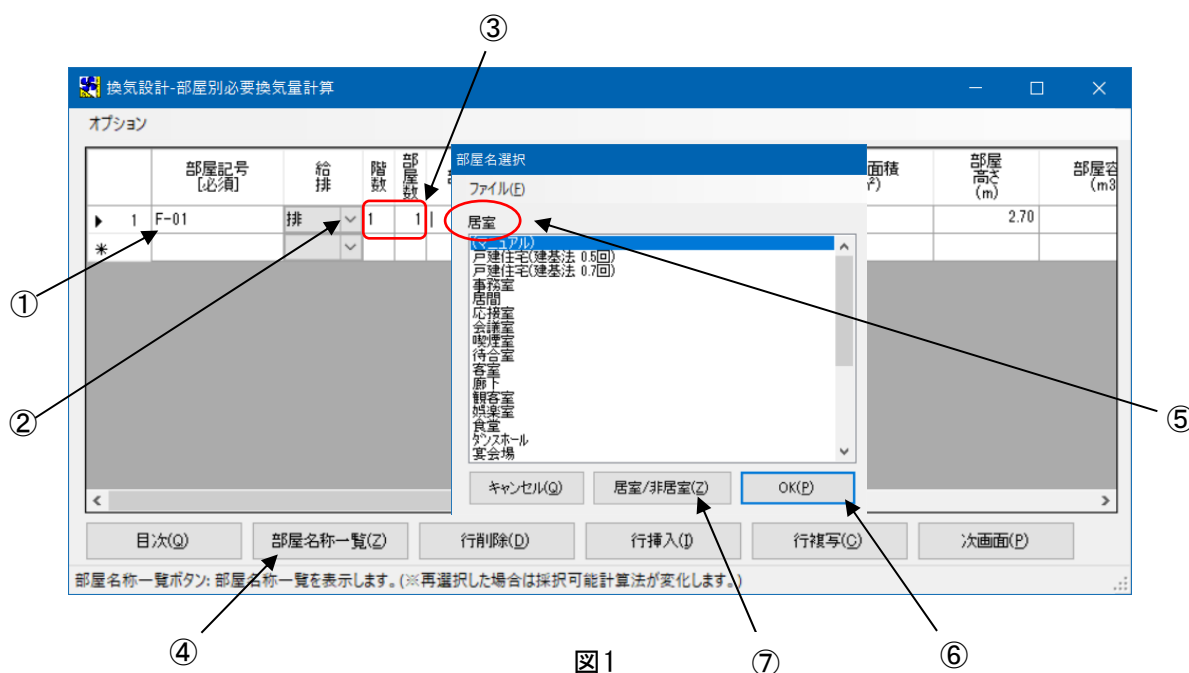 ③
換気設計-部屋別必要換気量計算
オプション
部屋記号
[必須]
給
排
階
数
部
屋
数
面積
部屋
高さ
(m)
部屋容
(m3
1 F-01 排 1 1 2.70
*
部屋名選択
ファイル(F)
居室
(マニュアル)
戸建住宅(建基法 0.5回)
戸建住宅(建基法 0.7回)
事務室
居間
応接室
会議室
喫煙室
待合室
客室
廊下
観客室
娯楽室
食堂
ダンスホール
宴会場
キャンセル(Q) 居室/非居室(Z) OK(P)
①
②
⑤
目次(Q) 部屋名称一覧(Z) 行削除(D) 行挿入(I) 行複写(C) 次画面(P)
部屋名称一覧ボタン: 部屋名称一覧を表示します。(※再選択した場合は採択可能計算法が変化します。)
④
図1
⑦
⑥